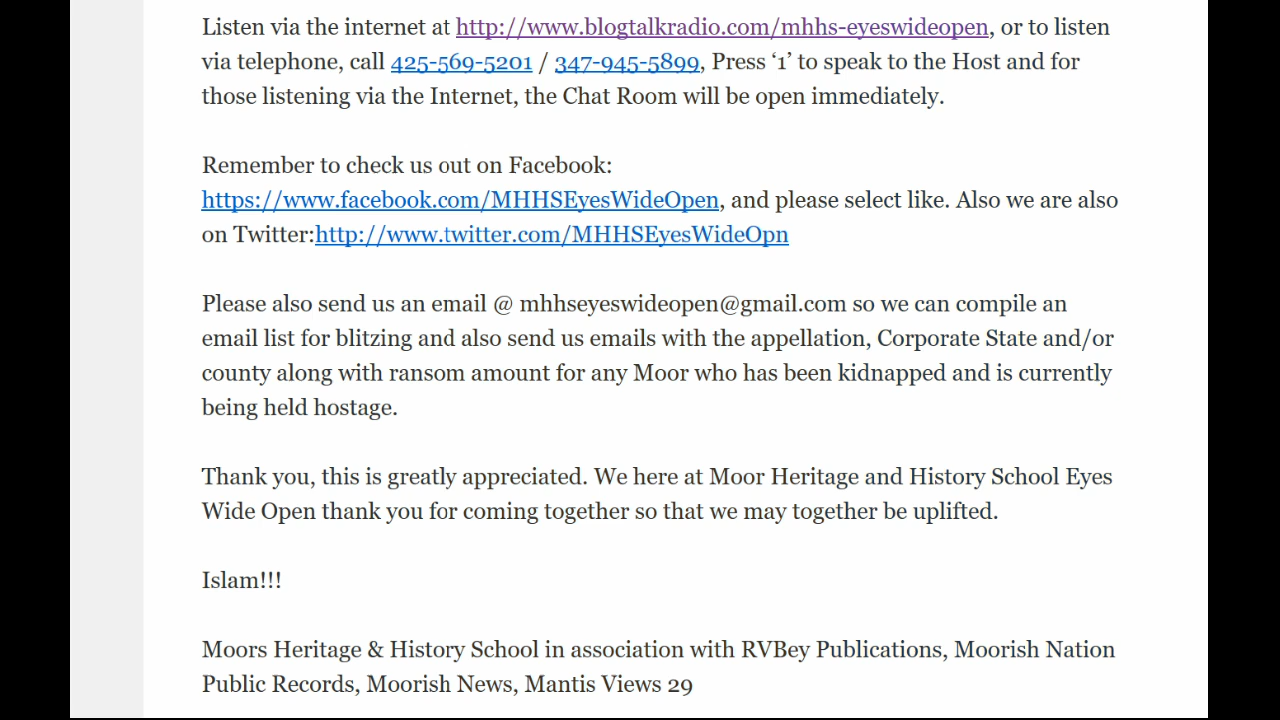 Listen via the internet at http://www.blogtalkradio.com/mhhs-eyeswideopen, or to listen
via telephone, call 425-569-5201 / 347-945-5899, Press ‘1’ to speak to the Host and for
those listening via the Internet, the Chat Room will be open immediately.
Remember to check us out on Facebook:
https://www.facebook.com/MHHSEyesWideOpen, and please select like. Also we are also
on Twitter:http://www.twitter.com/MHHSEyesWideOpn
Please also send us an email @ mhhseyeswideopen@gmail.com so we can compile an
email list for blitzing and also send us emails with the appellation, Corporate State and/or
county along with ransom amount for any Moor who has been kidnapped and is currently
being held hostage.
Thank you, this is greatly appreciated. We here at Moor Heritage and History School Eyes
Wide Open thank you for coming together so that we may together be uplifted.
Islam!!!
Moors Heritage & History School in association with RVBey Publications, Moorish Nation
Public Records, Moorish News, Mantis Views 29